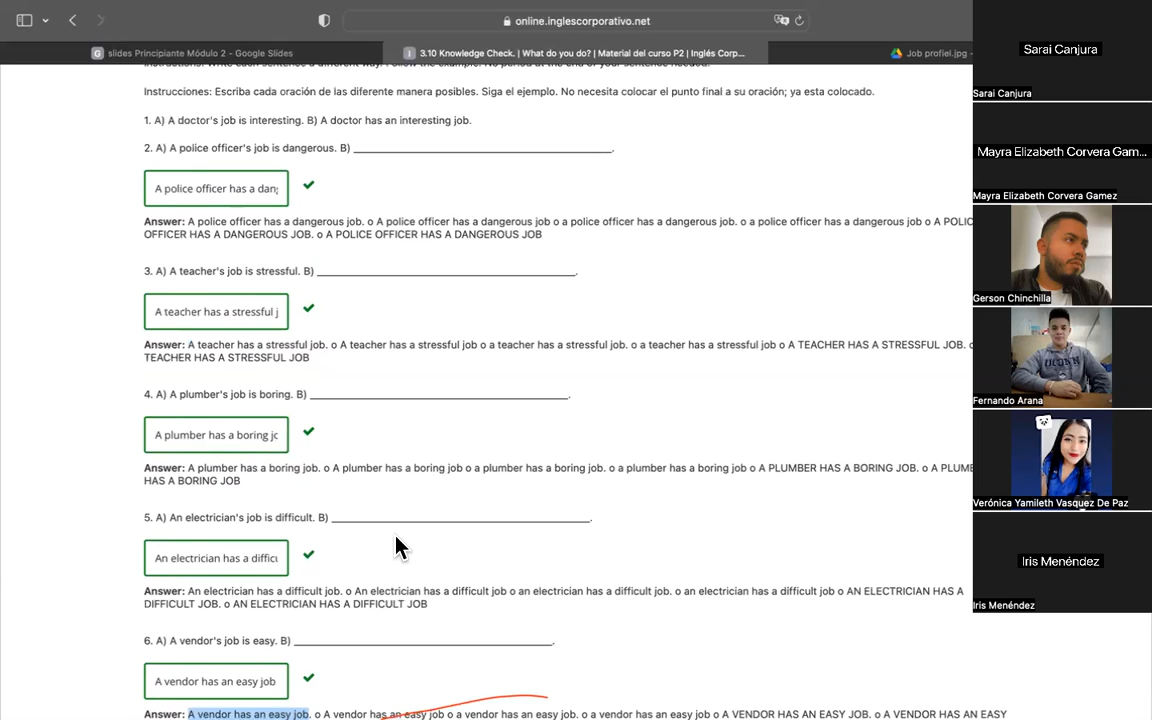 online.inglescorporativo.net
slides Principiante Módulo 2 - Google Slides
3.10 Knowledge Check. | What do you do? | Material del curso P2 | Inglés Corp...
Job profiel.jpg -
Instrucciones: Escriba cada oración de las diferente manera posibles. Siga el ejemplo. No necesita colocar el punto final a su oración; ya esta colocado.
1. A) A doctor's job is interesting. B) A doctor has an interesting job.
2. A) A police officer's job is dangerous. B) ______________________________.
A police officer has a dang
Answer: A police officer has a dangerous job. o A police officer has a dangerous job o a police officer has a dangerous job. o a police officer has a dangerous job o A POLIC
OFFICER HAS A DANGEROUS JOB. o A POLICE OFFICER HAS A DANGEROUS JOB
3. A) A teacher's job is stressful. B) ______________________________.
A teacher has a stressful j
Answer: A teacher has a stressful job. o A teacher has a stressful job o a teacher has a stressful job. o a teacher has a stressful job o A TEACHER HAS A STRESSFUL JOB. o
TEACHER HAS A STRESSFUL JOB
4. A) A plumber's job is boring. B) ______________________________.
A plumber has a boring jo
Answer: A plumber has a boring job. o A plumber has a boring job o a plumber has a boring job. o a plumber has a boring job o A PLUMBER HAS A BORING JOB. o A PLUMB
HAS A BORING JOB
5. A) An electrician's job is difficult. B) ______________________________.
An electrician has a difficu
Answer: An electrician has a difficult job. o An electrician has a difficult job o an electrician has a difficult job. o an electrician has a difficult job o AN ELECTRICIAN HAS A
DIFFICULT JOB. o AN ELECTRICIAN HAS A DIFFICULT JOB
6. A) A vendor's job is easy. B) ______________________________.
A vendor has an easy job
Answer: A vendor has an easy job. o A vendor has an easy job o a vendor has an easy job. o a vendor has an easy job o A VENDOR HAS AN EASY JOB. o A VENDOR HAS AN EASY
Sarai Canjura
Sarai Canjura
Mayra Elizabeth Corvera Gam...
Mayra Elizabeth Corvera Gamez
Gerson Chinchilla
UCONN
Fernando Arana
Verónica Yamileth Vasquez De Paz
Iris Menéndez
Iris Menéndez